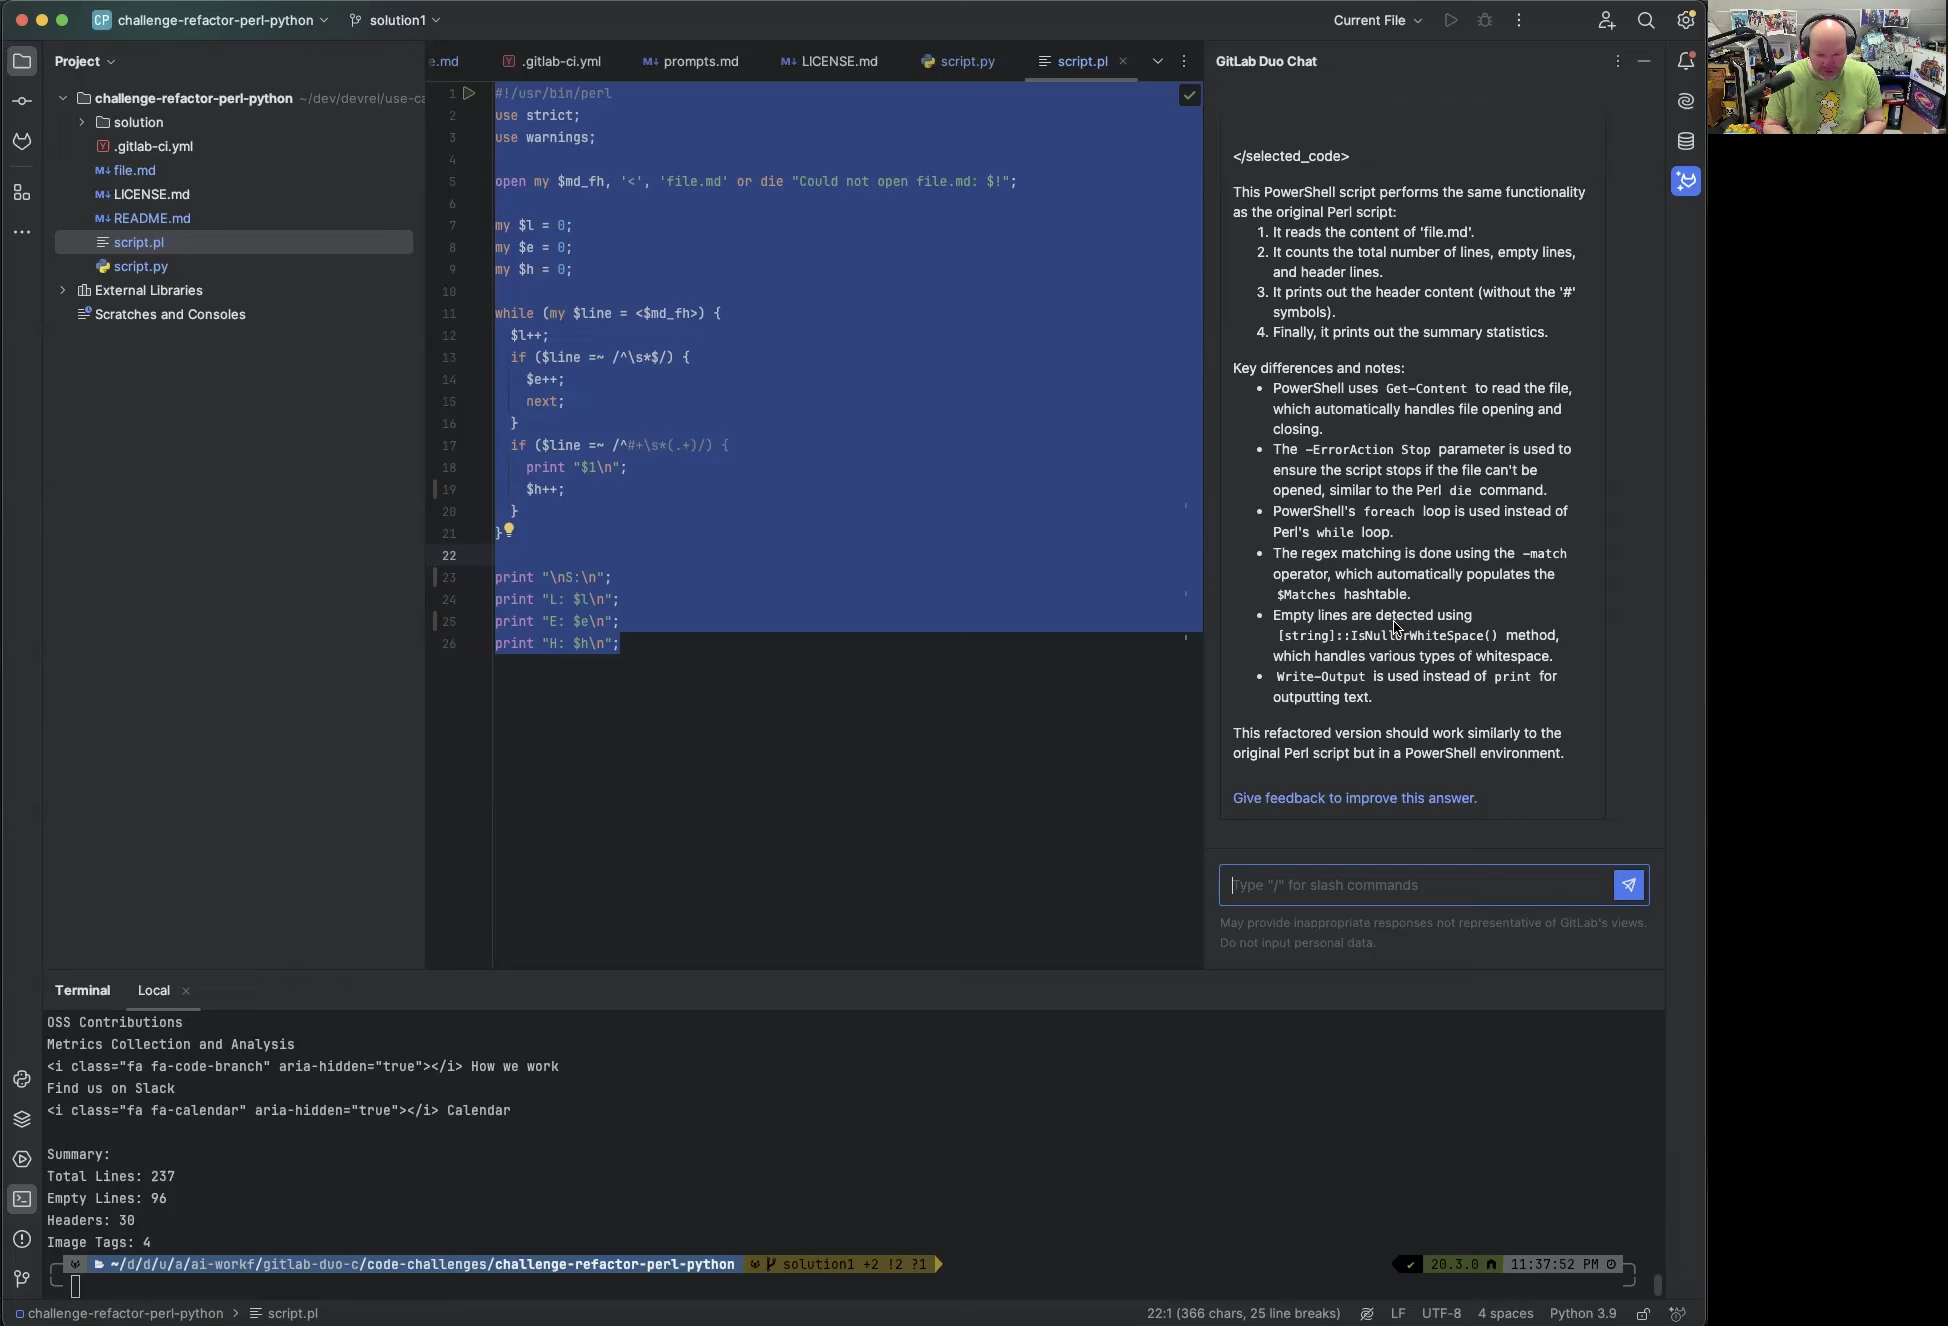 CP challenge-refactor-perl-python solution1 Current File
Project
e.md .gitlab-ci.yml prompts.md LICENSE.md script.py script.pl
GitLab Duo Chat
challenge-refactor-perl-python ~/dev/devrel/use-ca
solution
.gitlab-ci.yml
file.md
LICENSE.md
README.md
script.pl
script.py
External Libraries
Scratches and Consoles
1 #!/usr/bin/perl
2 use strict;
3 use warnings;
4
5 open my $md_fh, '<', 'file.md' or die "Could not open file.md: $!";
6
7 my $l = 0;
8 my $e = 0;
9 my $h = 0;
10
11 while (my $line = <$md_fh>) {
12 $l++;
13 if ($line =~ /^\s*$/) {
14 $e++;
15 next;
16 }
17 if ($line =~ /^#+\s*(.+)/) {
18 print "$1\n";
19 $h++;
20 }
21 }
22
23 print "\nS:\n";
24 print "L: $l\n";
25 print "E: $e\n";
26 print "H: $h\n";
</selected_code>
This PowerShell script performs the same functionality
as the original Perl script:
1. It reads the content of 'file.md'.
2. It counts the total number of lines, empty lines,
and header lines.
3. It prints out the header content (without the '#'
symbols).
4. Finally, it prints out the summary statistics.
Key differences and notes:
• PowerShell uses Get-Content to read the file,
which automatically handles file opening and
closing.
• The -ErrorAction Stop parameter is used to
ensure the script stops if the file can't be
opened, similar to the Perl die command.
• PowerShell's foreach loop is used instead of
Perl's while loop.
• The regex matching is done using the -match
operator, which automatically populates the
$Matches hashtable.
• Empty lines are detected using
[string]::IsNullOrWhiteSpace() method,
which handles various types of whitespace.
• Write-Output is used instead of print for
outputting text.
This refactored version should work similarly to the
original Perl script but in a PowerShell environment.
Give feedback to improve this answer.
Type "/" for slash commands
May provide inappropriate responses not representative of GitLab's views.
Do not input personal data.
Terminal Local
OSS Contributions
Metrics Collection and Analysis
<i class="fa fa-code-branch" aria-hidden="true"></i> How we work
Find us on Slack
<i class="fa fa-calendar" aria-hidden="true"></i> Calendar
Summary:
Total Lines: 237
Empty Lines: 96
Headers: 30
Image Tags: 4
~/d/d/u/a/ai-workf/gitlab-duo-c/code-challenges/challenge-refactor-perl-python solution1 +2 !2 ?1 20.3.0 11:37:52 PM
challenge-refactor-perl-python > script.pl 22:1 (366 chars, 25 line breaks) LF UTF-8 4 spaces Python 3.9